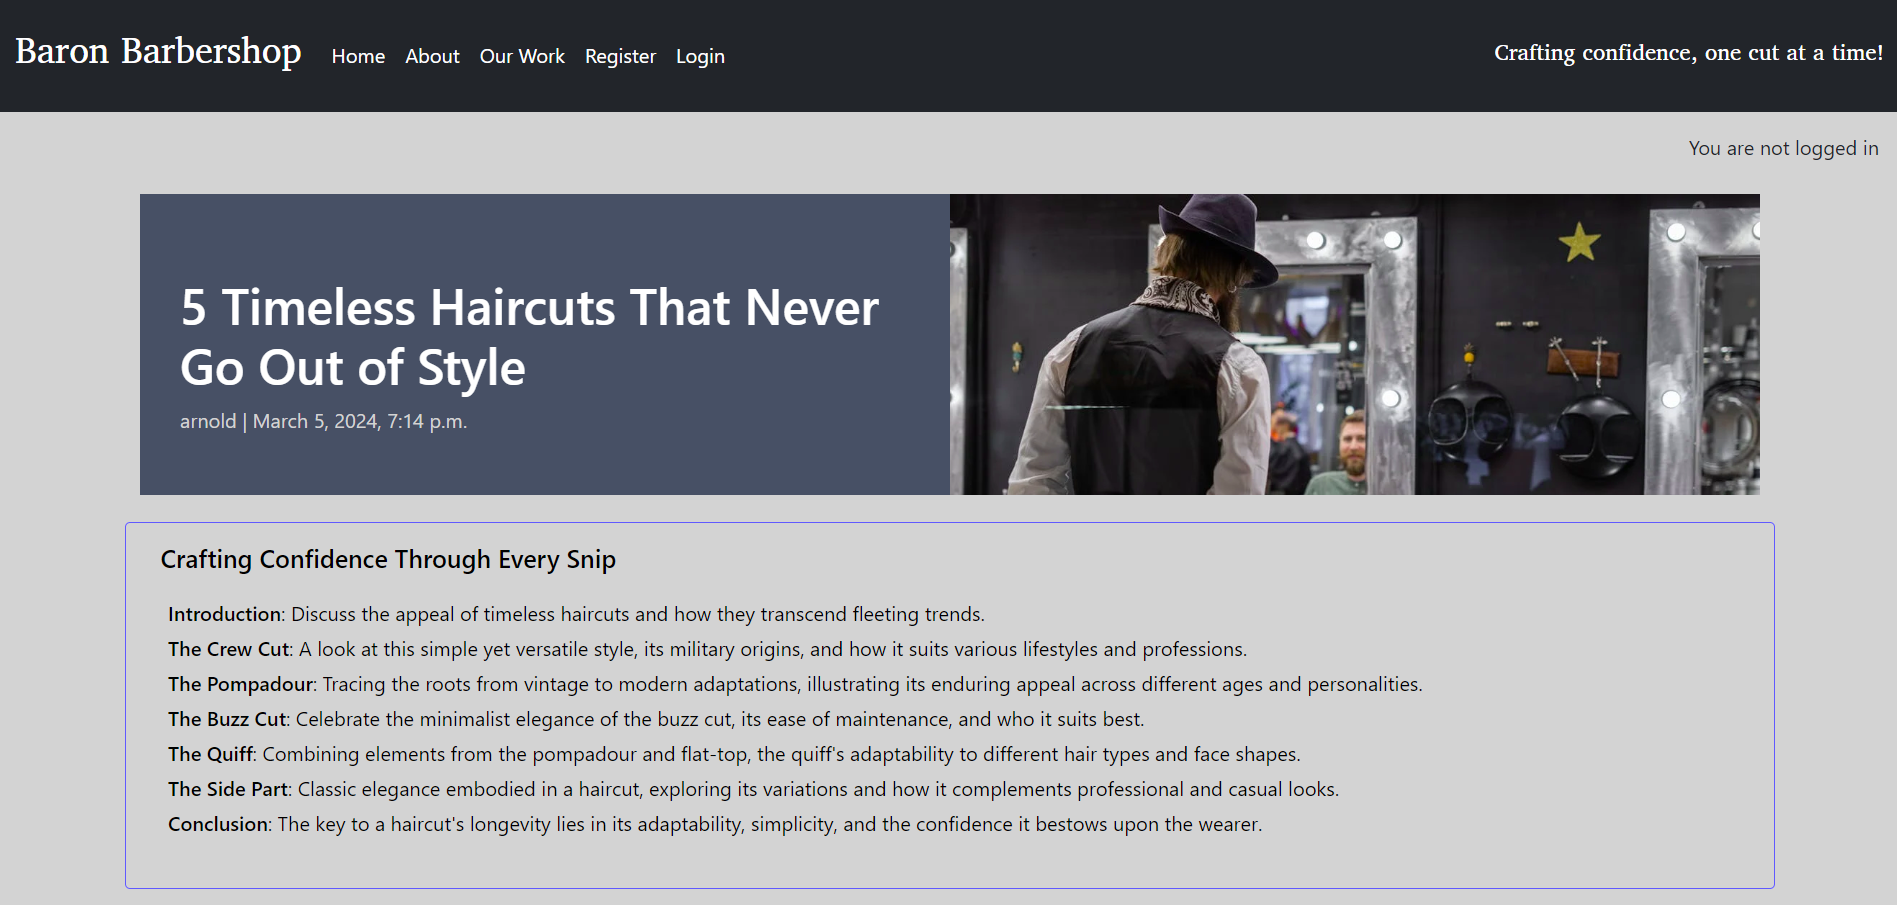 Baron Barbershop Home About Our Work Register Login Crafting confidence, one cut at a time!
You are not logged in
5 Timeless Haircuts That Never
Go Out of Style
arnold | March 5, 2024, 7:14 p.m.
Crafting Confidence Through Every Snip
Introduction: Discuss the appeal of timeless haircuts and how they transcend fleeting trends.
The Crew Cut: A look at this simple yet versatile style, its military origins, and how it suits various lifestyles and professions.
The Pompadour: Tracing the roots from vintage to modern adaptations, illustrating its enduring appeal across different ages and personalities.
The Buzz Cut: Celebrate the minimalist elegance of the buzz cut, its ease of maintenance, and who it suits best.
The Quiff: Combining elements from the pompadour and flat-top, the quiff's adaptability to different hair types and face shapes.
The Side Part: Classic elegance embodied in a haircut, exploring its variations and how it complements professional and casual looks.
Conclusion: The key to a haircut's longevity lies in its adaptability, simplicity, and the confidence it bestows upon the wearer.